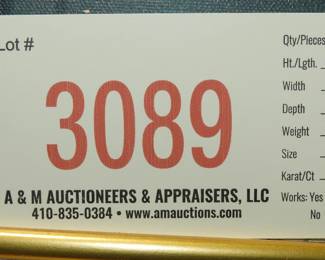 Lot #
3089
A & M AUCTIONEERS & APPRAISERS, LLC
410-835-0384 • www.amauctions.com
Qty/Pieces
Ht./Lgth.
Width
Depth
Weight
Size
Karat/Ct
Works: Yes
No